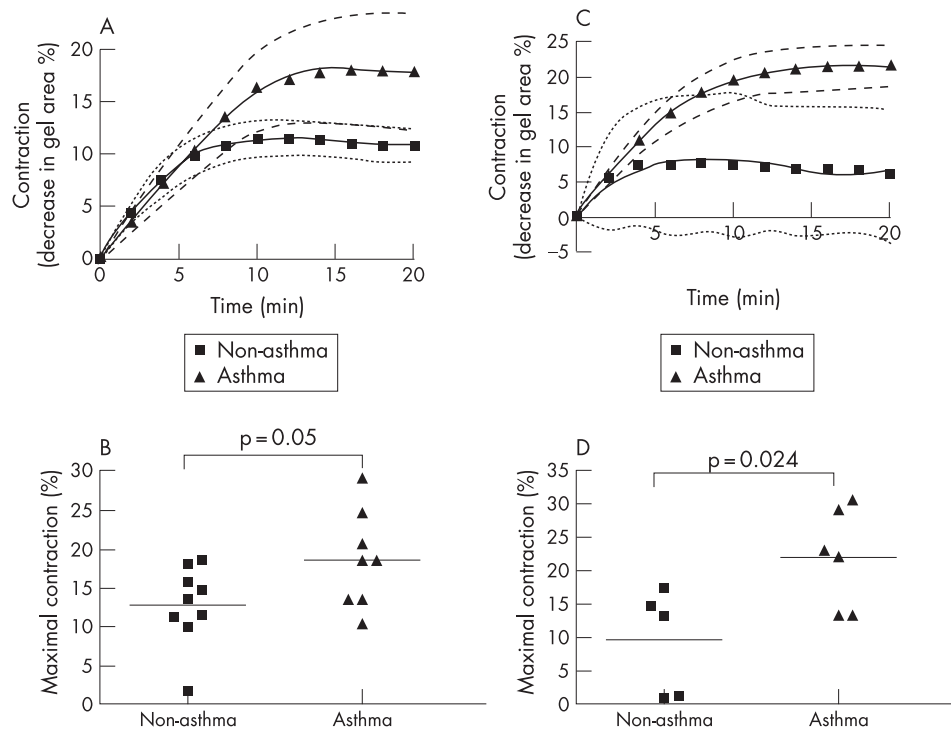 A
Contraction
(decrease in gel area %)
20
15
10
5
0
0
5
10
15
20
Time (min)
Non-asthma
Asthma
C
Contraction
(decrease in gel area %)
25
20
15
10
5
0
–5
5
10
15
20
Time (min)
Non-asthma
Asthma
B
p = 0.05
Maximal contraction (%)
30
25
20
15
10
5
0
Non-asthma
Asthma
D
p = 0.024
Maximal contraction (%)
35
30
25
20
15
10
5
0
Non-asthma
Asthma